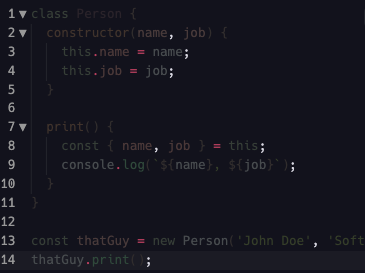 1 class Person {
2 constructor(name, job) {
3 this.name = name;
4 this.job = job;
5 }
6
7 print() {
8 const { name, job } = this;
9 console.log(`${name}, ${job}`);
10 }
11 }
12
13 const thatGuy = new Person('John Doe', 'Soft
14 thatGuy.print();